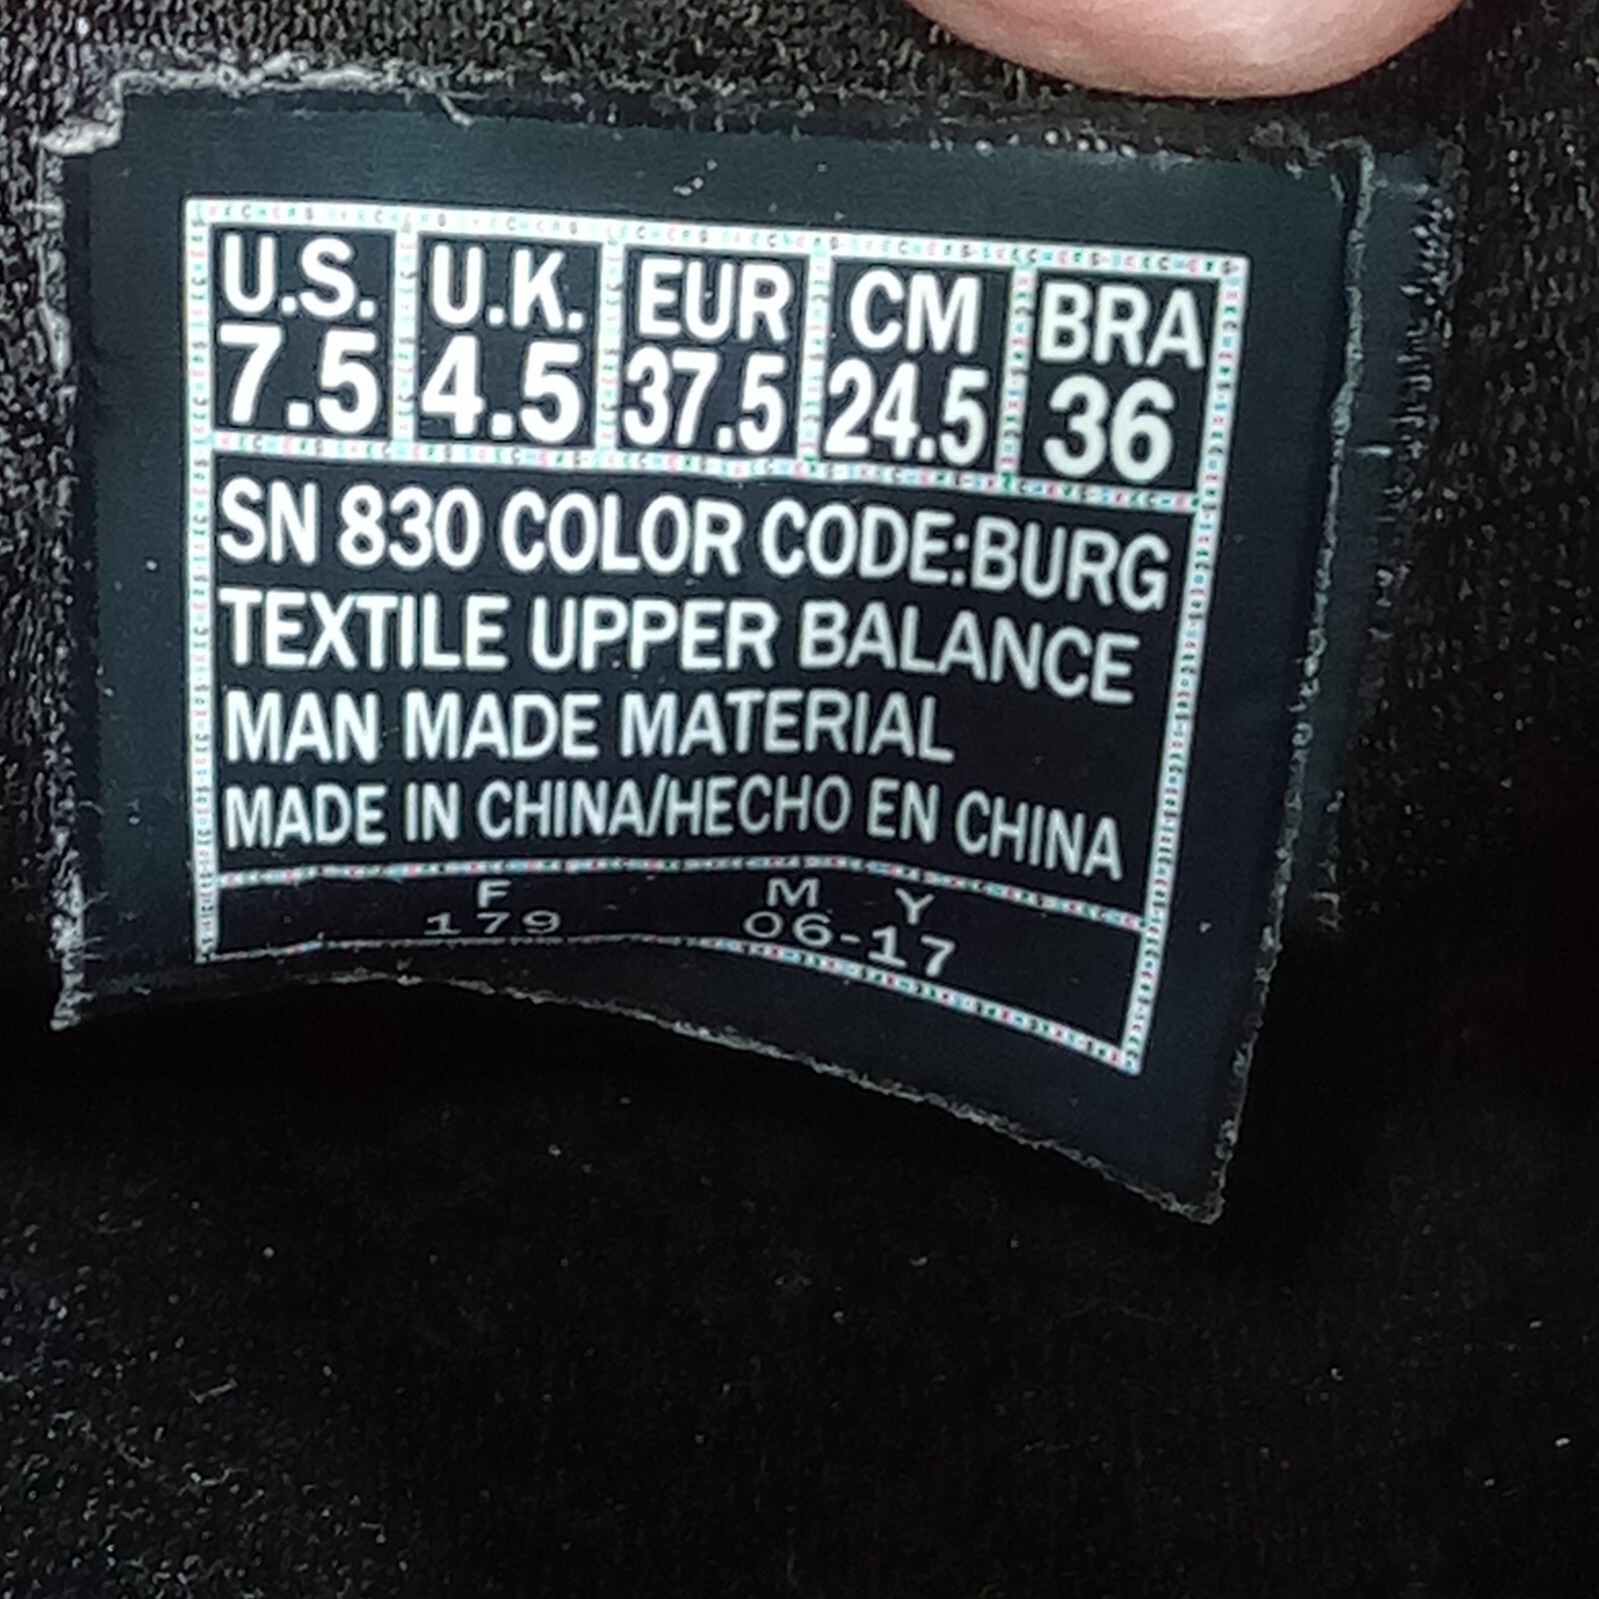 U.S. U.K. EUR CM BRA
7.5 4.5 37.5 24.5 36
SN 830 COLOR CODE:BURG
TEXTILE UPPER BALANCE
MAN MADE MATERIAL
MADE IN CHINA/HECHO EN CHINA
F M Y
179 06-17